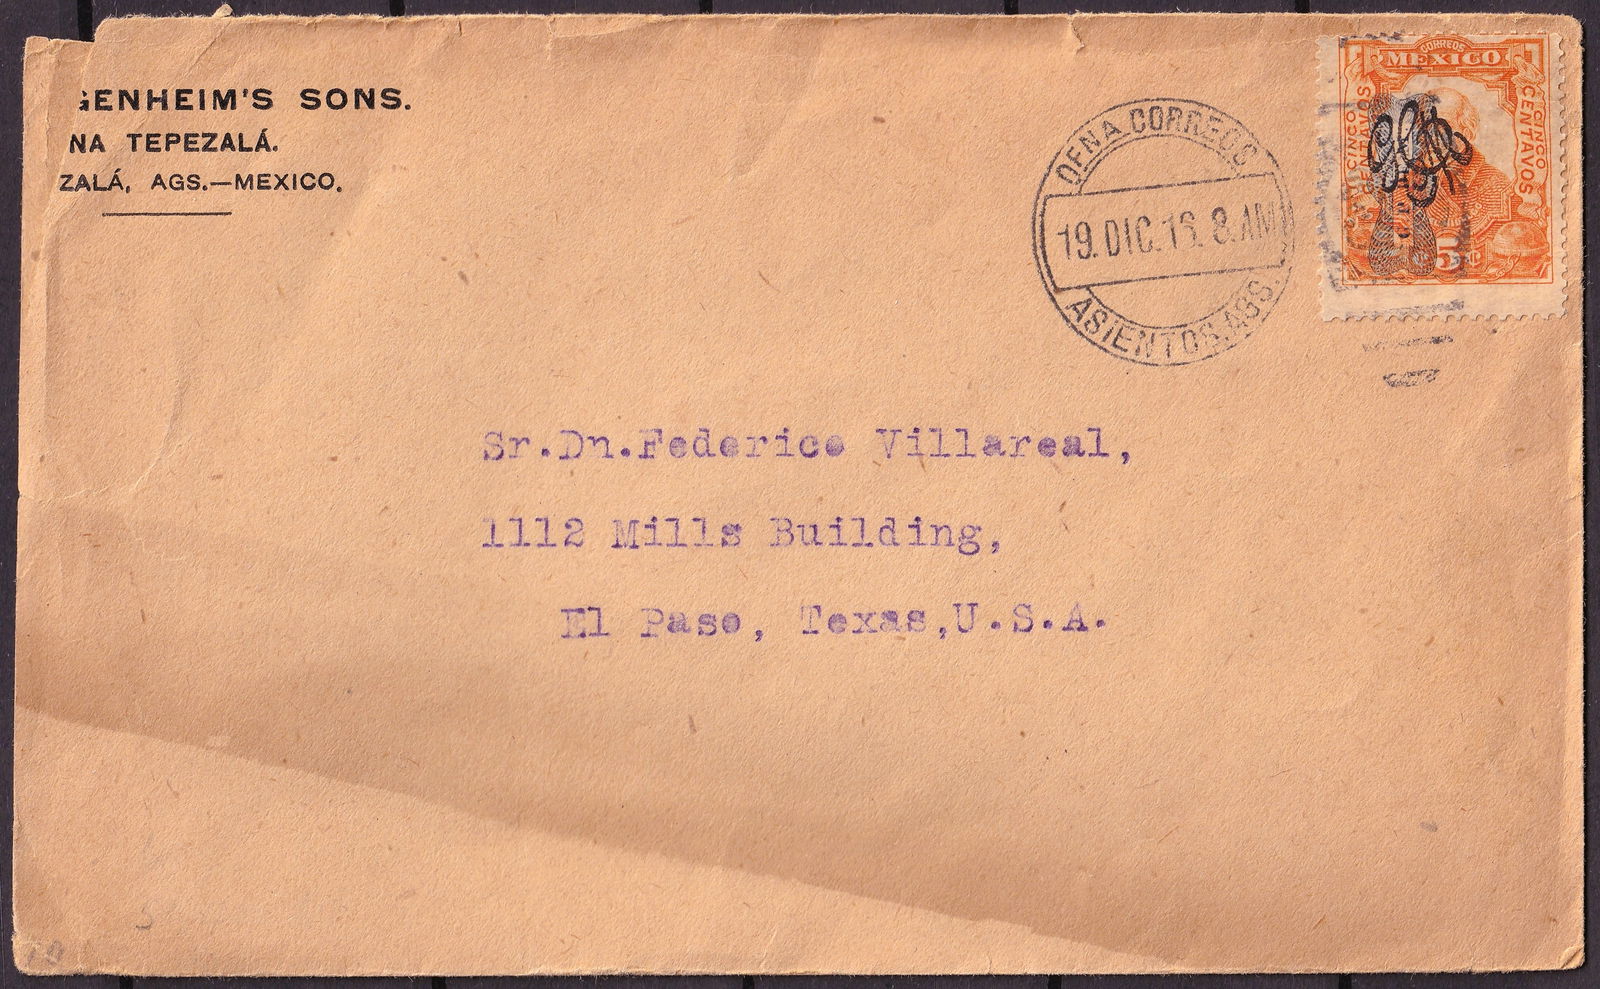 GENHEIM'S SONS.
NA TEPEZALÁ.
ZALÁ, AGS.—MEXICO.
OFNA CORREOS
19.DIC.16.8.AM
ASIENTOS.AGS.
CORREOS
MEXICO
CINCO CENTAVOS
CINCO CENTAVOS
5
Sr.Dn.Federico Villareal,
1112 Mills Building,
El Paso, Texas,U.S.A.